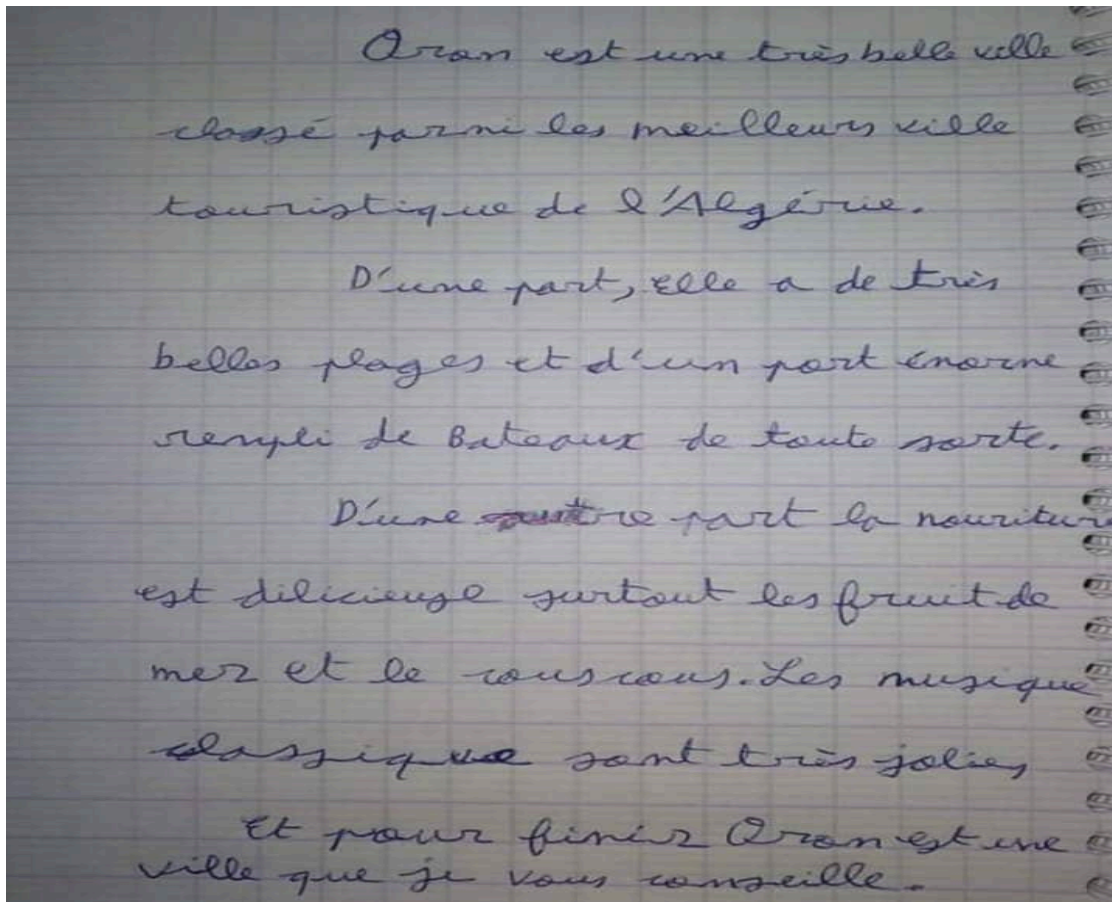 Oran est une très belle ville
classé parmi les meilleurs ville
touristique de l'Algérie.
D'une part, elle a de très
belles plages et d'un port énorme
rempli de Bateaux de toute sorte.
D'une autre part la nouriture
est dilicieuse surtout les fruit de
mer et le couscous. Les musique
classique sont très jolies,
Et pour finir Oran est une
ville que je vous conseille.